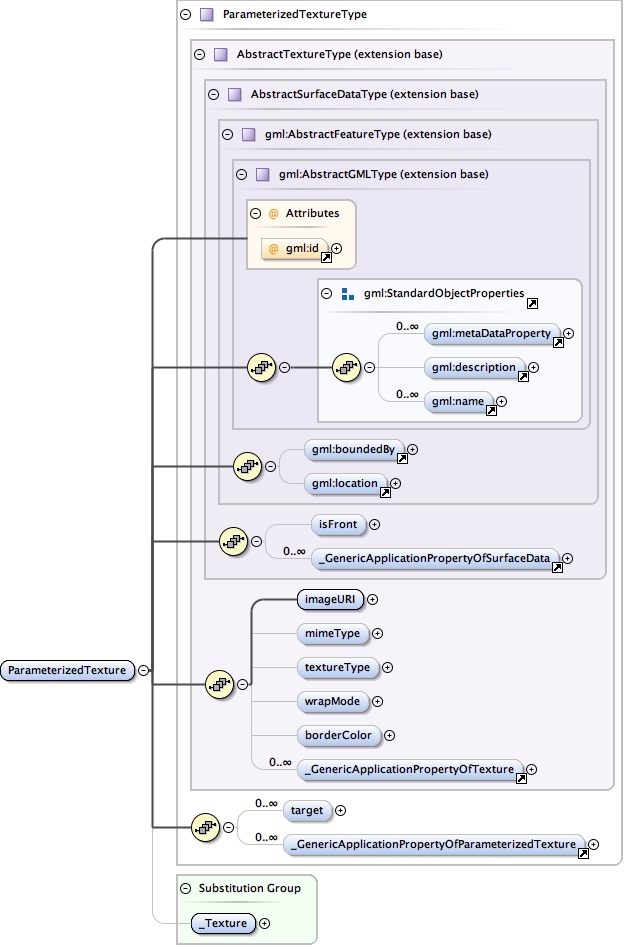 ParameterizedTextureType
AbstractTextureType (extension base)
AbstractSurfaceDataType (extension base)
gml:AbstractFeatureType (extension base)
gml:AbstractGMLType (extension base)
@ Attributes
@ gml:id
gml:StandardObjectProperties
0..∞
gml:metaDataProperty
gml:description
0..∞
gml:name
gml:boundedBy
gml:location
isFront
0..∞
_GenericApplicationPropertyOfSurfaceData
imageURI
mimeType
ParameterizedTexture
textureType
wrapMode
borderColor
0..∞
_GenericApplicationPropertyOfTexture
0..∞
target
0..∞
_GenericApplicationPropertyOfParameterizedTexture
Substitution Group
_Texture